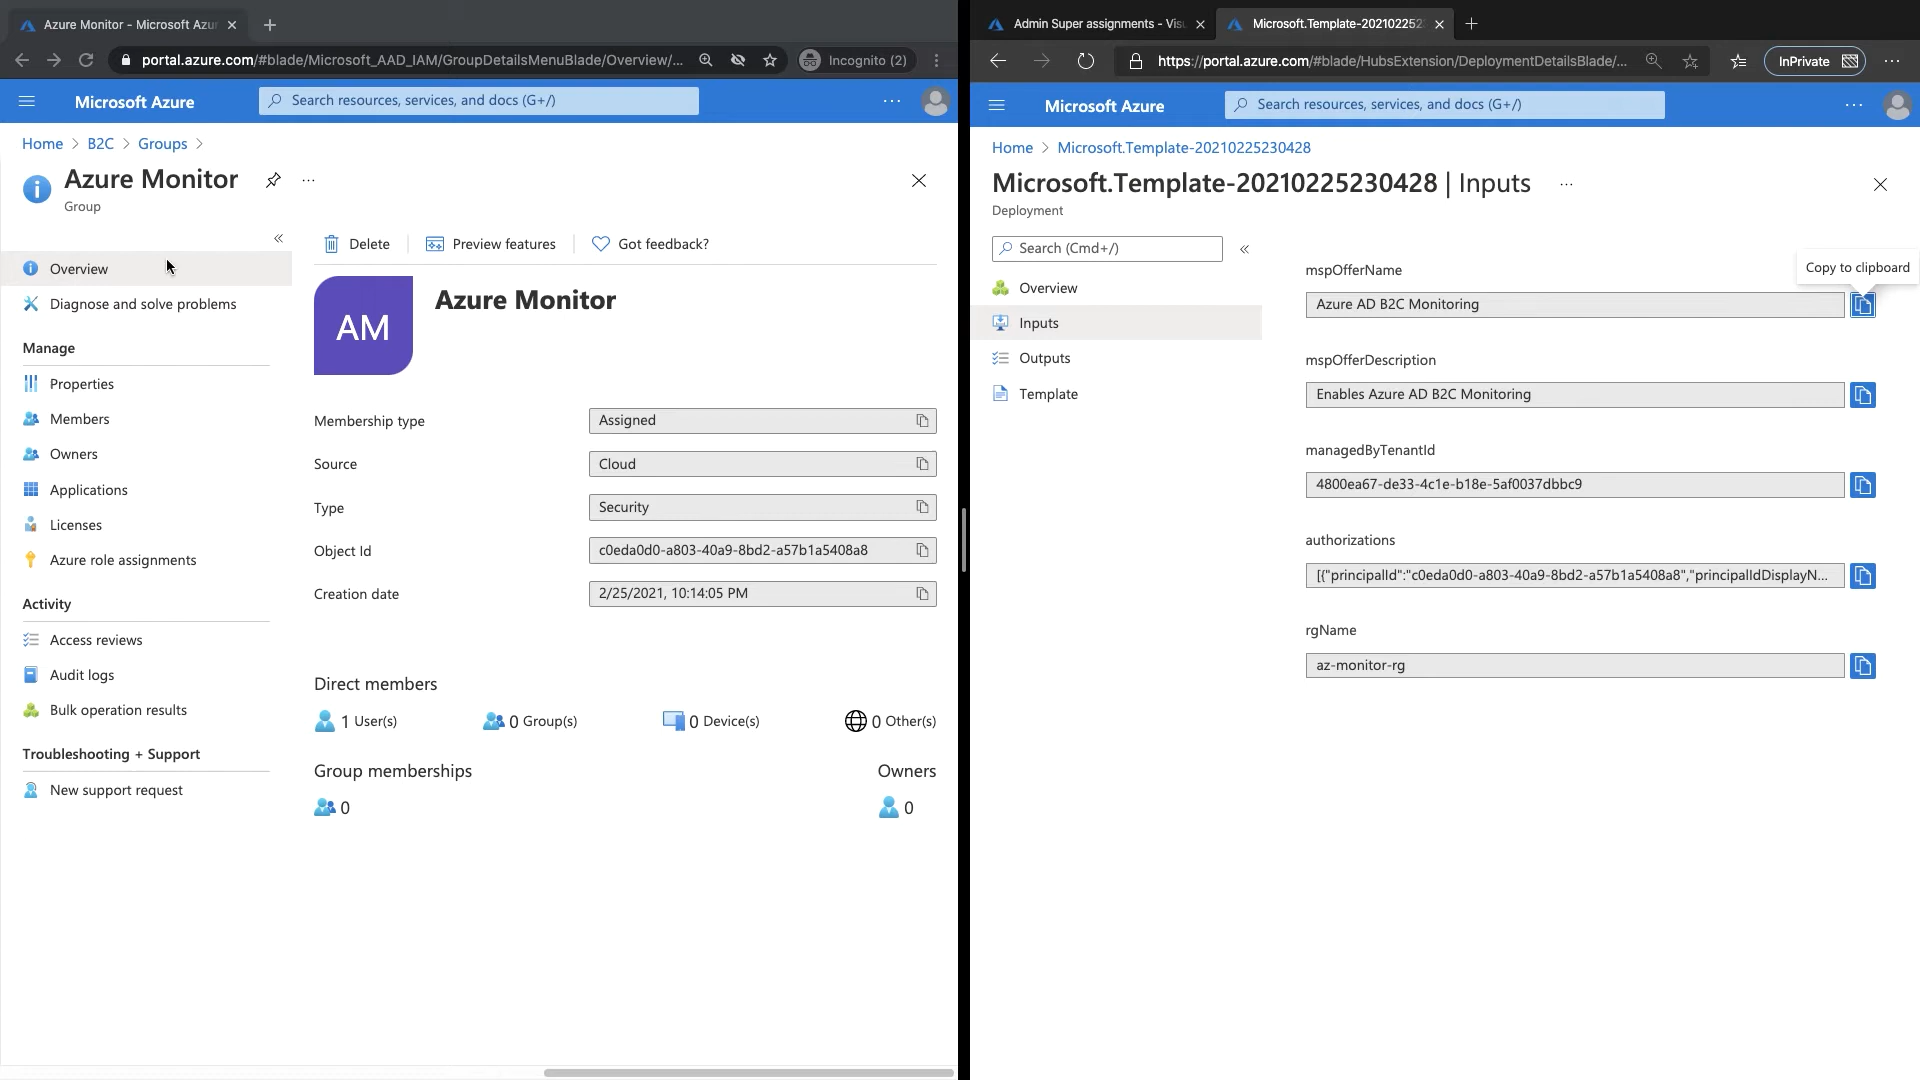 Azure Monitor - Microsoft Azur
portal.azure.com/#blade/Microsoft_AAD_IAM/GroupDetailsMenuBlade/Overview/...
Incognito (2)
Microsoft Azure
Search resources, services, and docs (G+/)
Home > B2C > Groups >
Azure Monitor
Group
Overview
Diagnose and solve problems
Manage
Properties
Members
Owners
Applications
Licenses
Azure role assignments
Activity
Access reviews
Audit logs
Bulk operation results
Troubleshooting + Support
New support request
Delete
Preview features
Got feedback?
AM
Azure Monitor
Membership type
Assigned
Source
Cloud
Type
Security
Object Id
c0eda0d0-a803-40a9-8bd2-a57b1a5408a8
Creation date
2/25/2021, 10:14:05 PM
Direct members
1 User(s)
0 Group(s)
0 Device(s)
0 Other(s)
Group memberships
0
Owners
0
Admin Super assignments - Visu
Microsoft.Template-2021022523
https://portal.azure.com/#blade/HubsExtension/DeploymentDetailsBlade/...
InPrivate
Microsoft Azure
Search resources, services, and docs (G+/)
Home > Microsoft.Template-20210225230428
Microsoft.Template-20210225230428 | Inputs
Deployment
Search (Cmd+/)
Overview
Inputs
Outputs
Template
Copy to clipboard
mspOfferName
Azure AD B2C Monitoring
mspOfferDescription
Enables Azure AD B2C Monitoring
managedByTenantId
4800ea67-de33-4c1e-b18e-5af0037dbbc9
authorizations
[{"principalId":"c0eda0d0-a803-40a9-8bd2-a57b1a5408a8","principalIdDisplayN...
rgName
az-monitor-rg